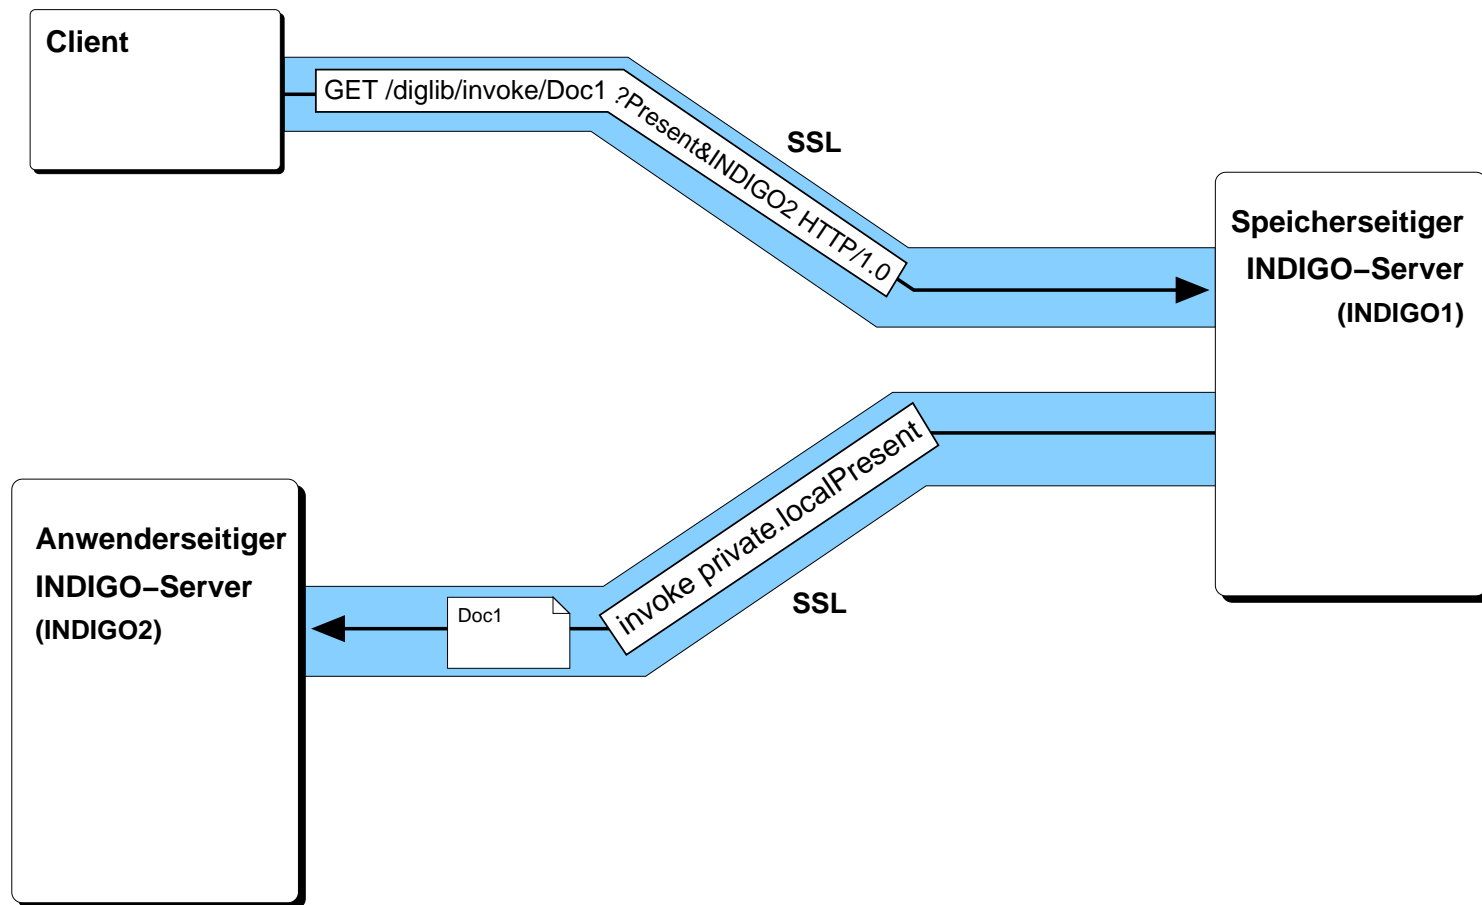 Client
GET /diglib/invoke/Doc1 ?Present&INDIGO2 HTTP/1.0
SSL
Speicherseitiger
INDIGO−Server
(INDIGO1)
Anwenderseitiger
INDIGO−Server
(INDIGO2)
Doc1
invoke private.localPresent
SSL